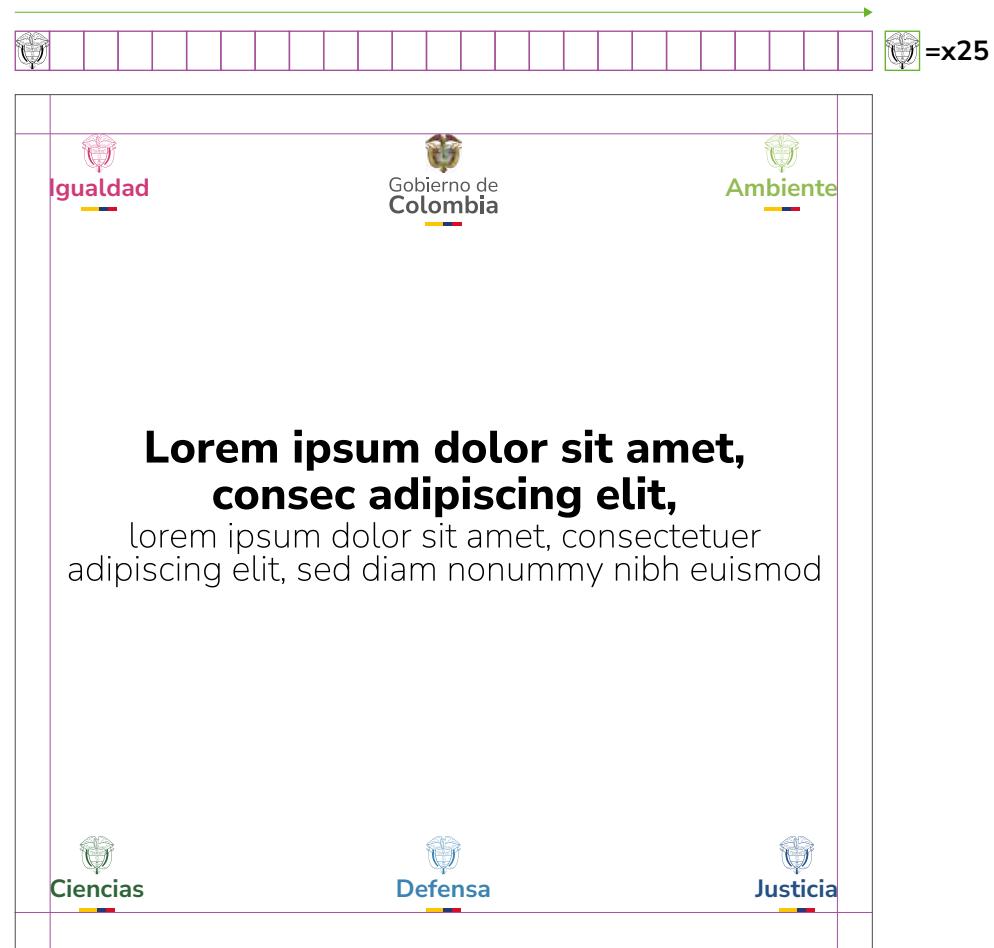 =x25
Igualdad
Gobierno de
Colombia
Ambiente
Lorem ipsum dolor sit amet,
consec adipiscing elit,
lorem ipsum dolor sit amet, consectetuer
adipiscing elit, sed diam nonummy nibh euismod
Ciencias
Defensa
Justicia